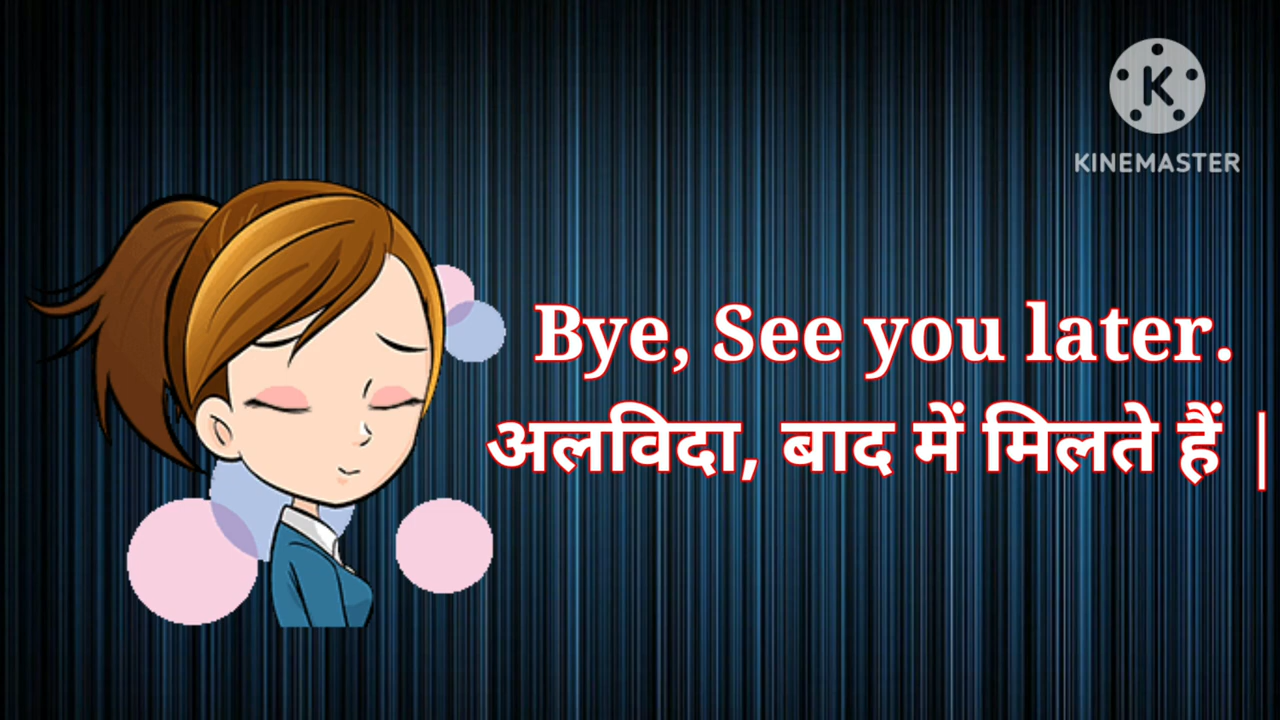 K
KINEMASTER
Bye, See you later.
अलविदा, बाद में मिलते हैं |